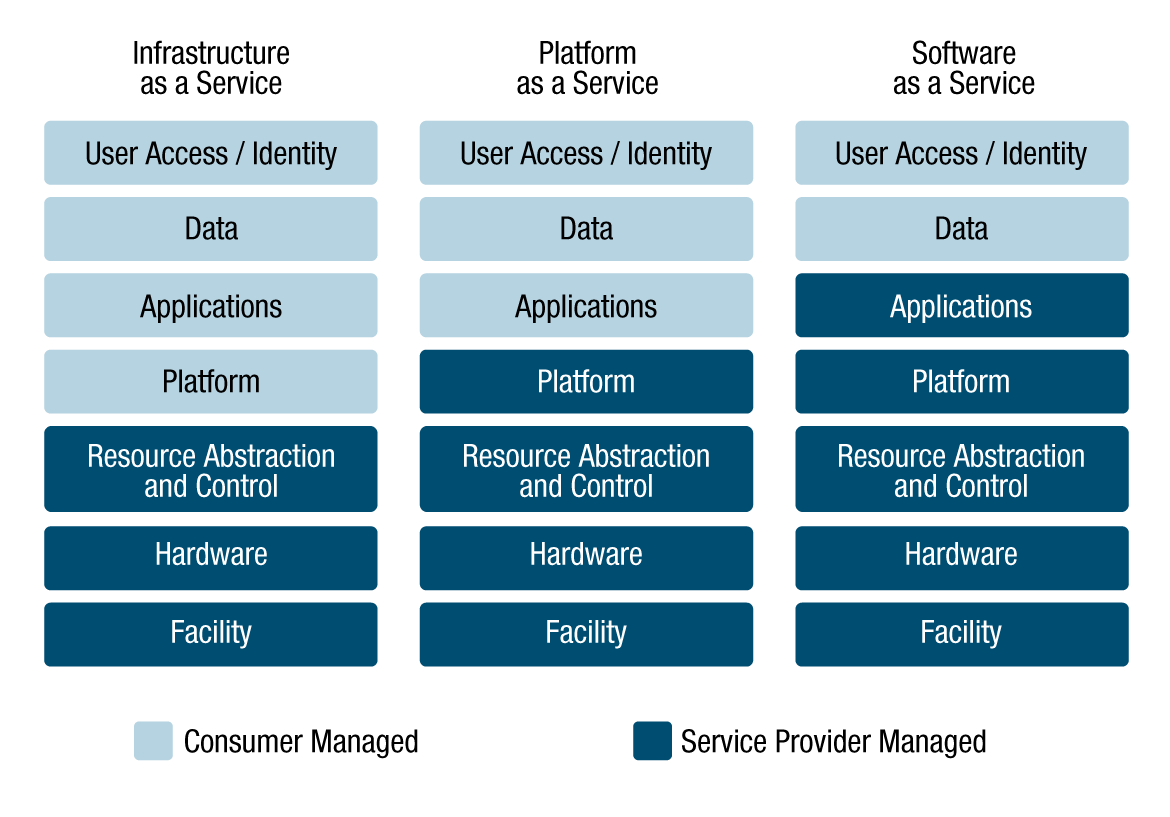 Infrastructure
as a Service
Platform
as a Service
Software
as a Service
User Access / Identity
User Access / Identity
User Access / Identity
Data
Data
Data
Applications
Applications
Applications
Platform
Platform
Platform
Resource Abstraction
and Control
Resource Abstraction
and Control
Resource Abstraction
and Control
Hardware
Hardware
Hardware
Facility
Facility
Facility
Consumer Managed
Service Provider Managed